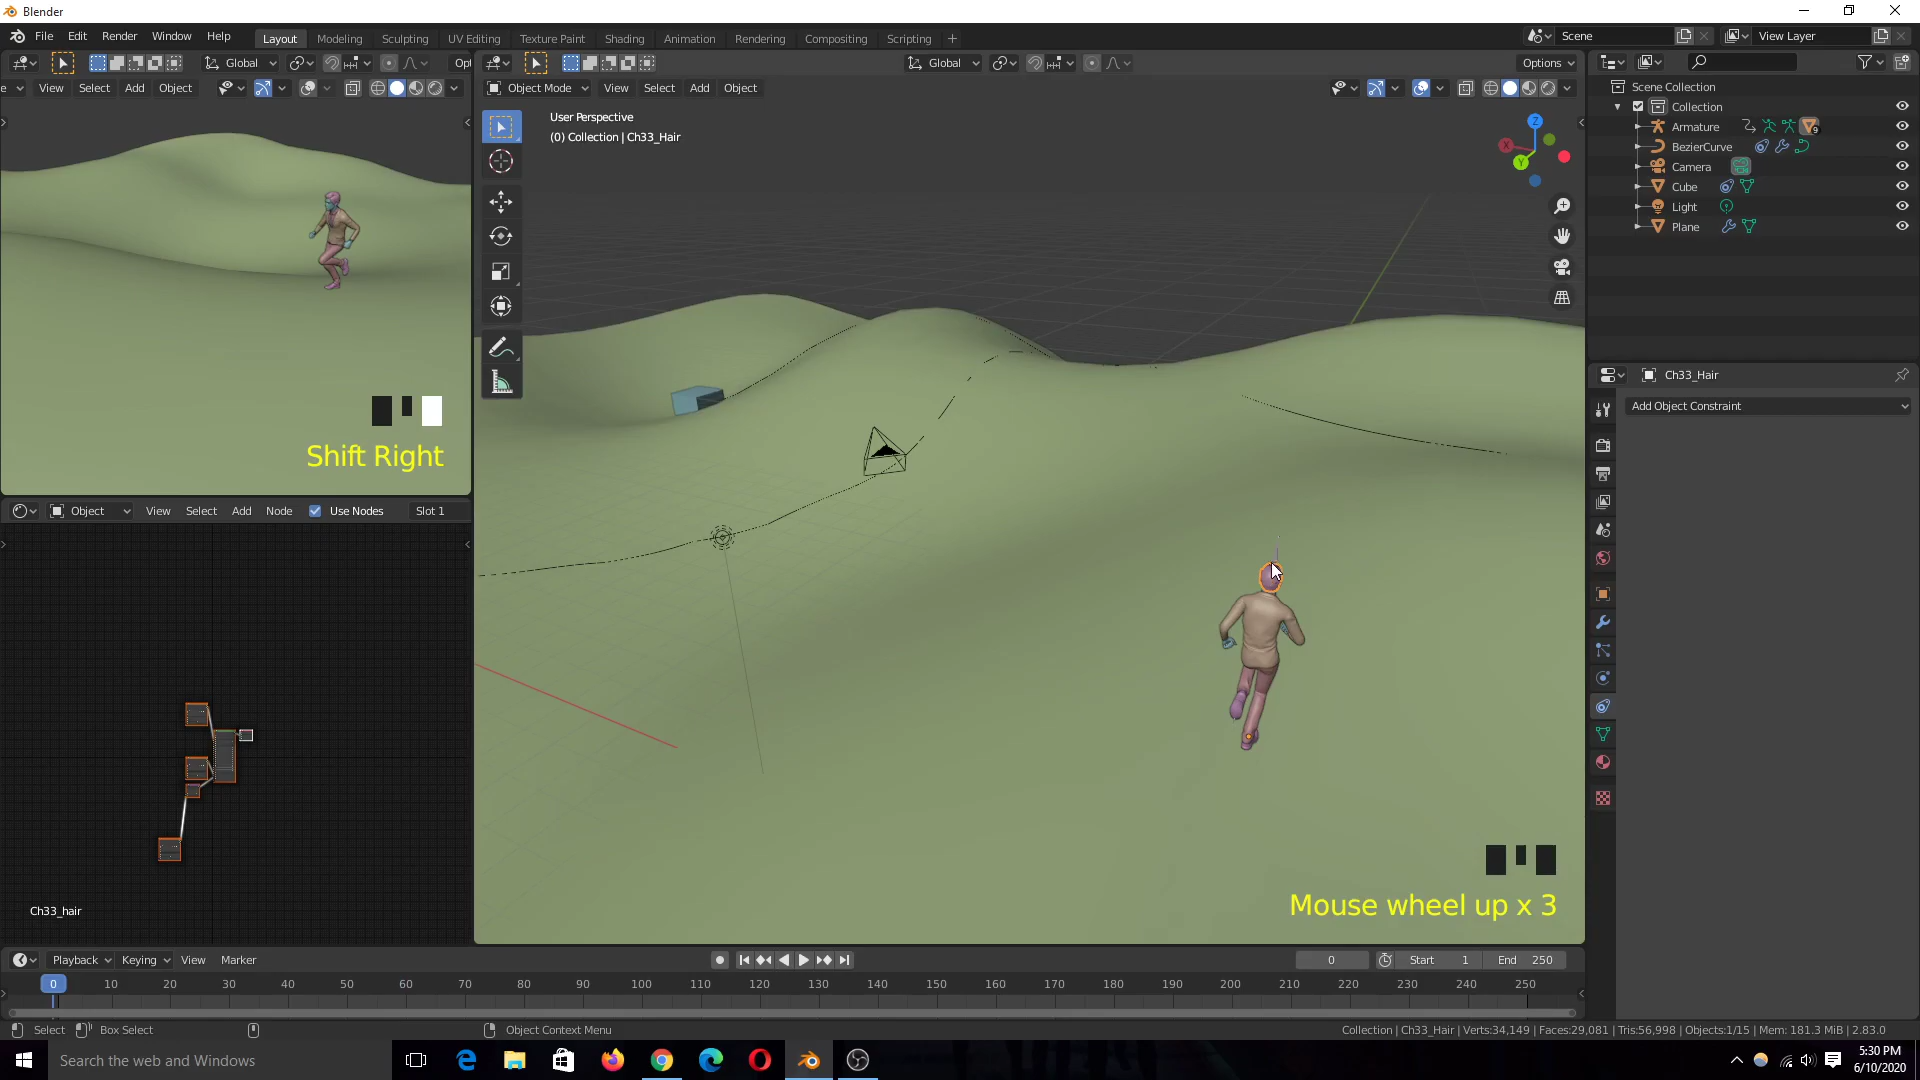 Blender
File Edit Render Window Help Layout Modeling Sculpting UV Editing Texture Paint Shading Animation Rendering Compositing Scripting + Scene View Layer
Global Opt Global Options
e View Select Add Object Object Mode View Select Add Object
User Perspective
(0) Collection | Ch33_Hair
Z
X
Y
Scene Collection
Collection
Armature 9
BezierCurve
Camera
Cube
Light
Plane
Ch33_Hair
Add Object Constraint
Shift Right
Object View Select Add Node Use Nodes Slot 1
Ch33_hair
Mouse wheel up x 3
Playback Keying View Marker 0 Start 1 End 250
0 10 20 30 40 50 60 70 80 90 100 110 120 130 140 150 160 170 180 190 200 210 220 230 240 250
Select Box Select Object Context Menu Collection | Ch33_Hair | Verts:34,149 | Faces:29,081 | Tris:56,998 | Objects:1/15 | Mem: 181.3 MiB | 2.83.0
Search the web and Windows
5:30 PM
6/10/2020